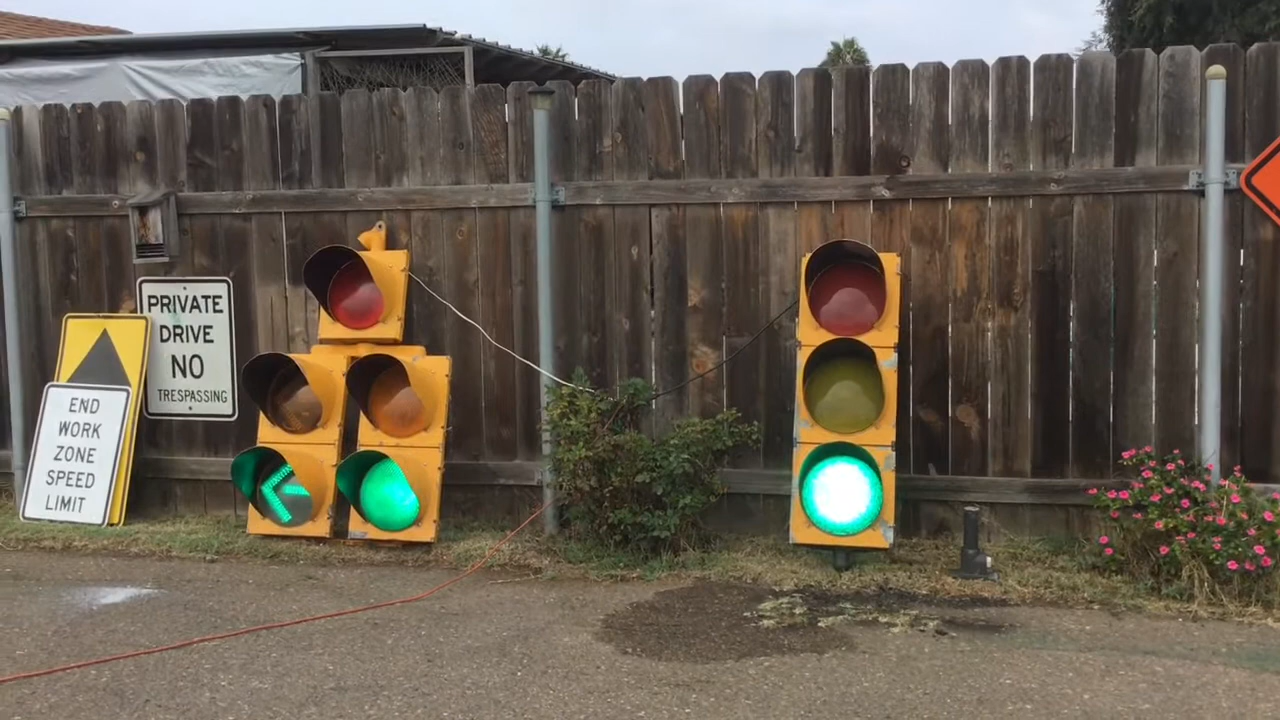 PRIVATE
DRIVE
NO
TRESPASSING
END
WORK
ZONE
SPEED
LIMIT